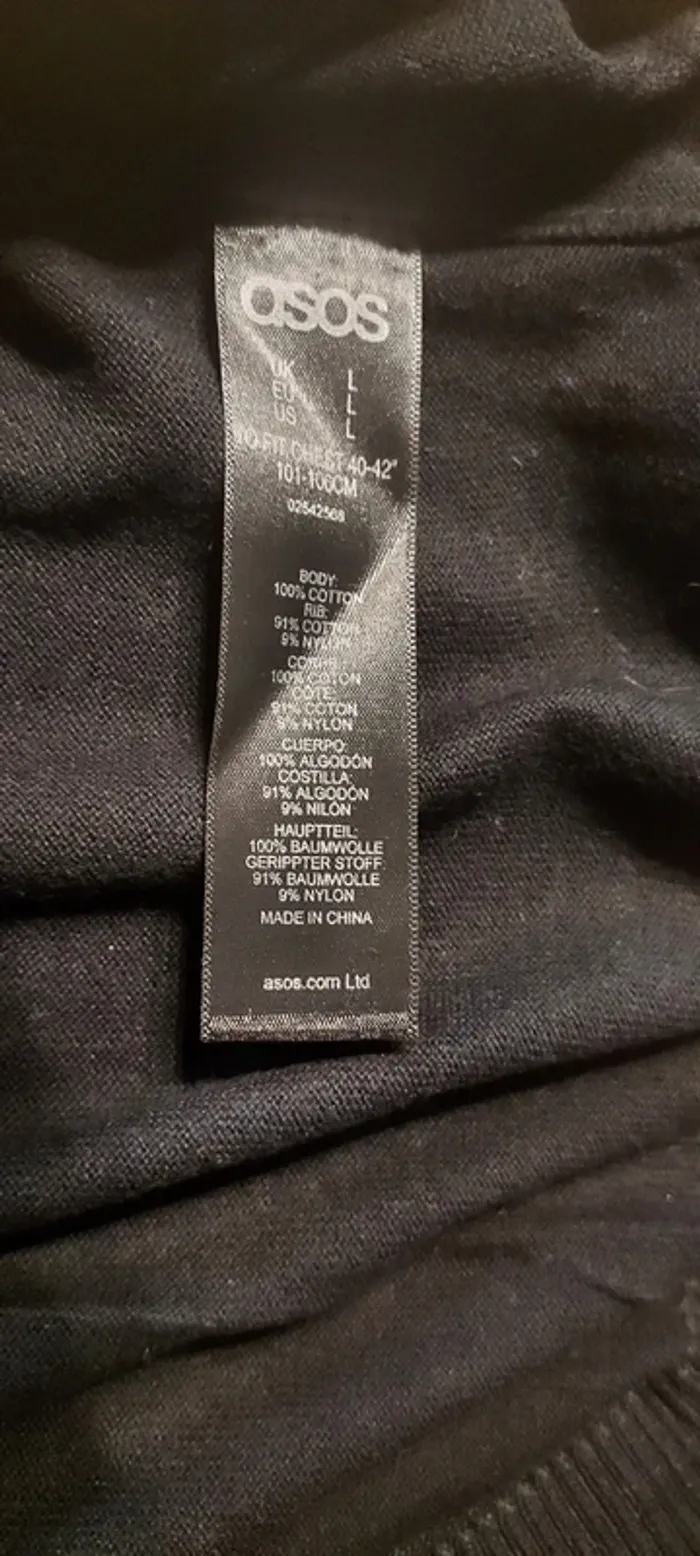 asos
UK L
EU L
US L
TO FIT CHEST 40-42"
101-106CM
BODY:
100% COTTON
RIB:
91% COTTON
9% NYLON
CORPS:
100% COTON
CÔTE:
91% COTON
9% NYLON
CUERPO:
100% ALGODÓN
COSTILLA:
91% ALGODÓN
9% NILÓN
HAUPTTEIL:
100% BAUMWOLLE
GERIPPTER STOFF:
91% BAUMWOLLE
9% NYLON
MADE IN CHINA
asos.com Ltd